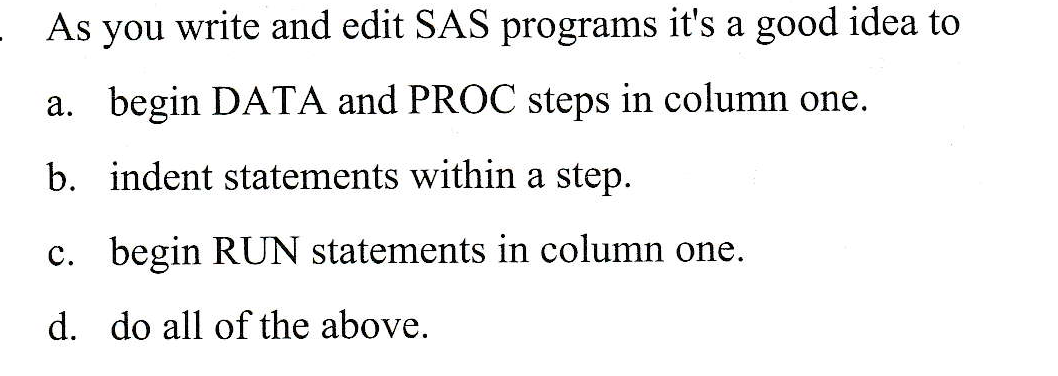 As you write and edit SAS programs it's a good idea to
a. begin DATA and PROC steps in column one.
b. indent statements within a step.
c. begin RUN statements in column one.
d. do all of the above.